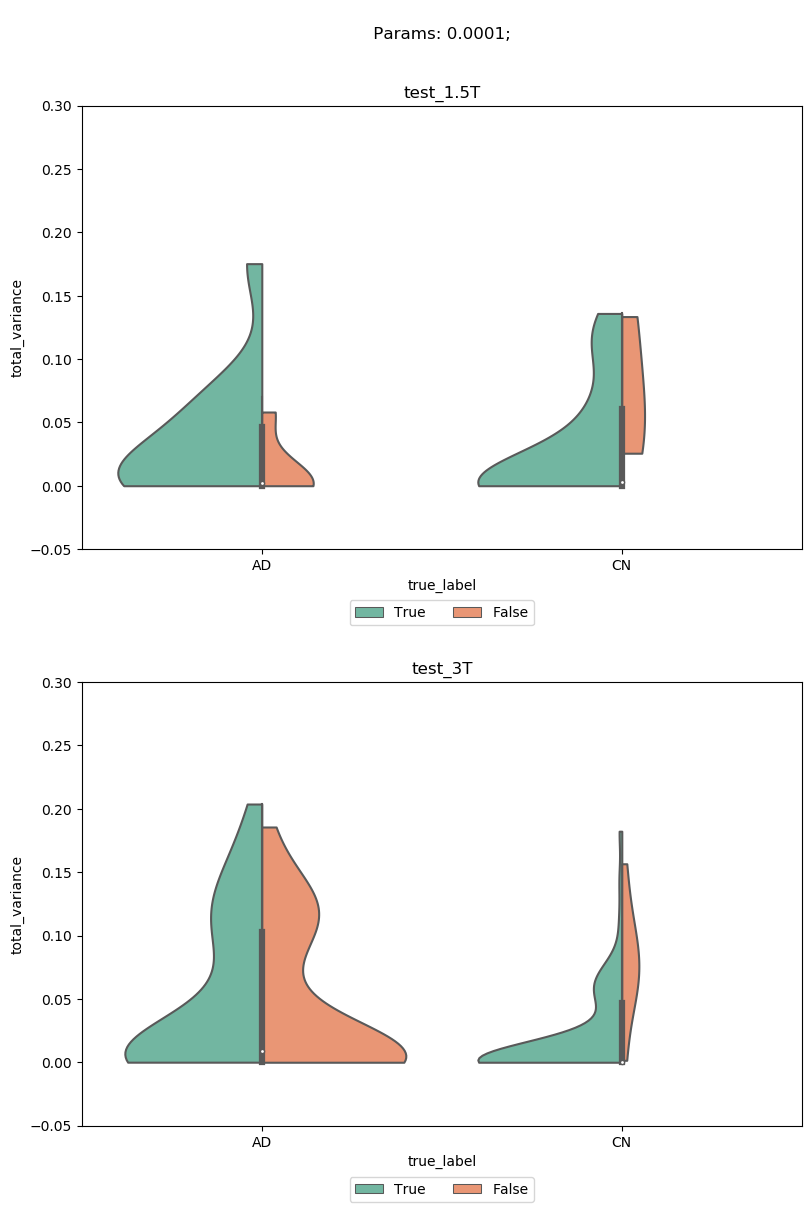 Params: 0.0001;
test_1.5T
0.30
0.25
0.20
0.15
0.10
0.05
0.00
−0.05
total_variance
AD CN
true_label
True False
test_3T
0.30
0.25
0.20
0.15
0.10
0.05
0.00
−0.05
total_variance
AD CN
true_label
True False